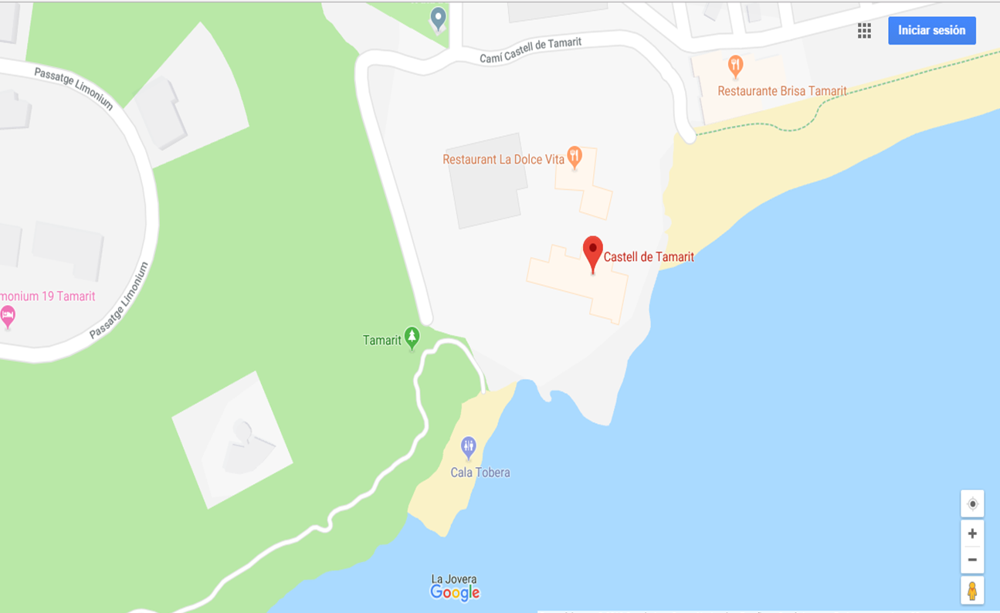 Iniciar sesión
Camí Castell de Tamarit
Passatge Limonium
Restaurante Brisa Tamarit
Restaurant La Dolce Vita
Castell de Tamarit
Passatge Limonium
monium 19 Tamarit
Tamarit
Cala Tobera
La Jovera
Google